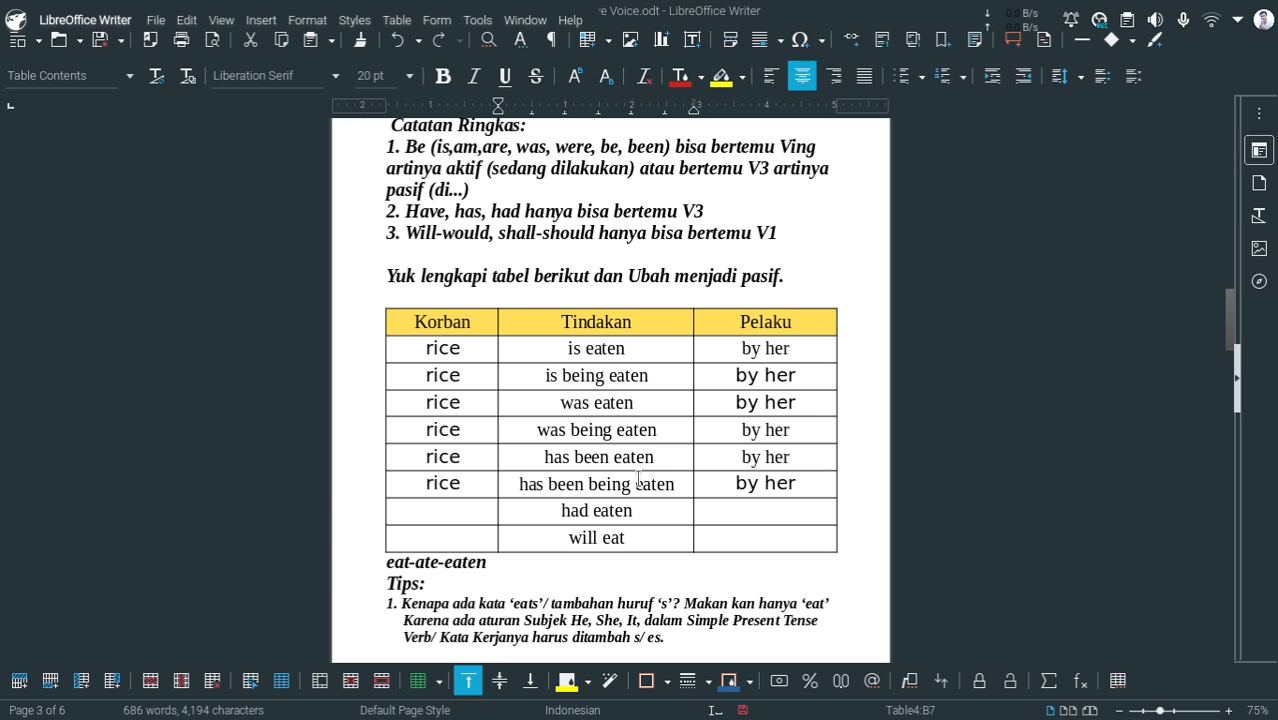 LibreOffice Writer File Edit View Insert Format Styles Table Form Tools Window Help
e Voice.odt - LibreOffice Writer
0.0 B/s
0.0 B/s
Table Contents Liberation Serif 20 pt
Catatan Ringkas:
1. Be (is,am,are, was, were, be, been) bisa bertemu Ving
artinya aktif (sedang dilakukan) atau bertemu V3 artinya
pasif (di...)
2. Have, has, had hanya bisa bertemu V3
3. Will-would, shall-should hanya bisa bertemu V1
Yuk lengkapi tabel berikut dan Ubah menjadi pasif.
Korban Tindakan Pelaku
rice is eaten by her
rice is being eaten by her
rice was eaten by her
rice was being eaten by her
rice has been eaten by her
rice has been being eaten by her
had eaten
will eat
eat-ate-eaten
Tips:
1. Kenapa ada kata ‘eats’/ tambahan huruf ‘s’? Makan kan hanya ‘eat’
Karena ada aturan Subjek He, She, It, dalam Simple Present Tense
Verb/ Kata Kerjanya harus ditambah s/ es.
Page 3 of 6 686 words, 4,194 characters Default Page Style Indonesian Table4:B7 75%